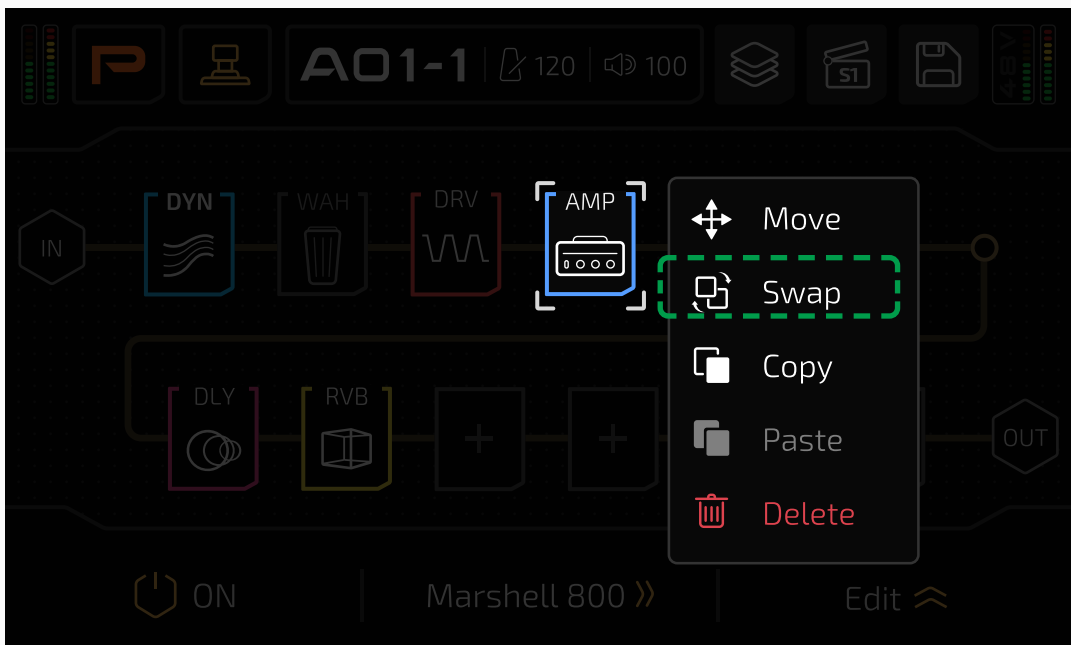 A01-1 120 100 S1 48V
DYN WAH DRV AMP
IN
DLY RVB
OUT
Move
Swap
Copy
Paste
Delete
ON Marshell 800 Edit